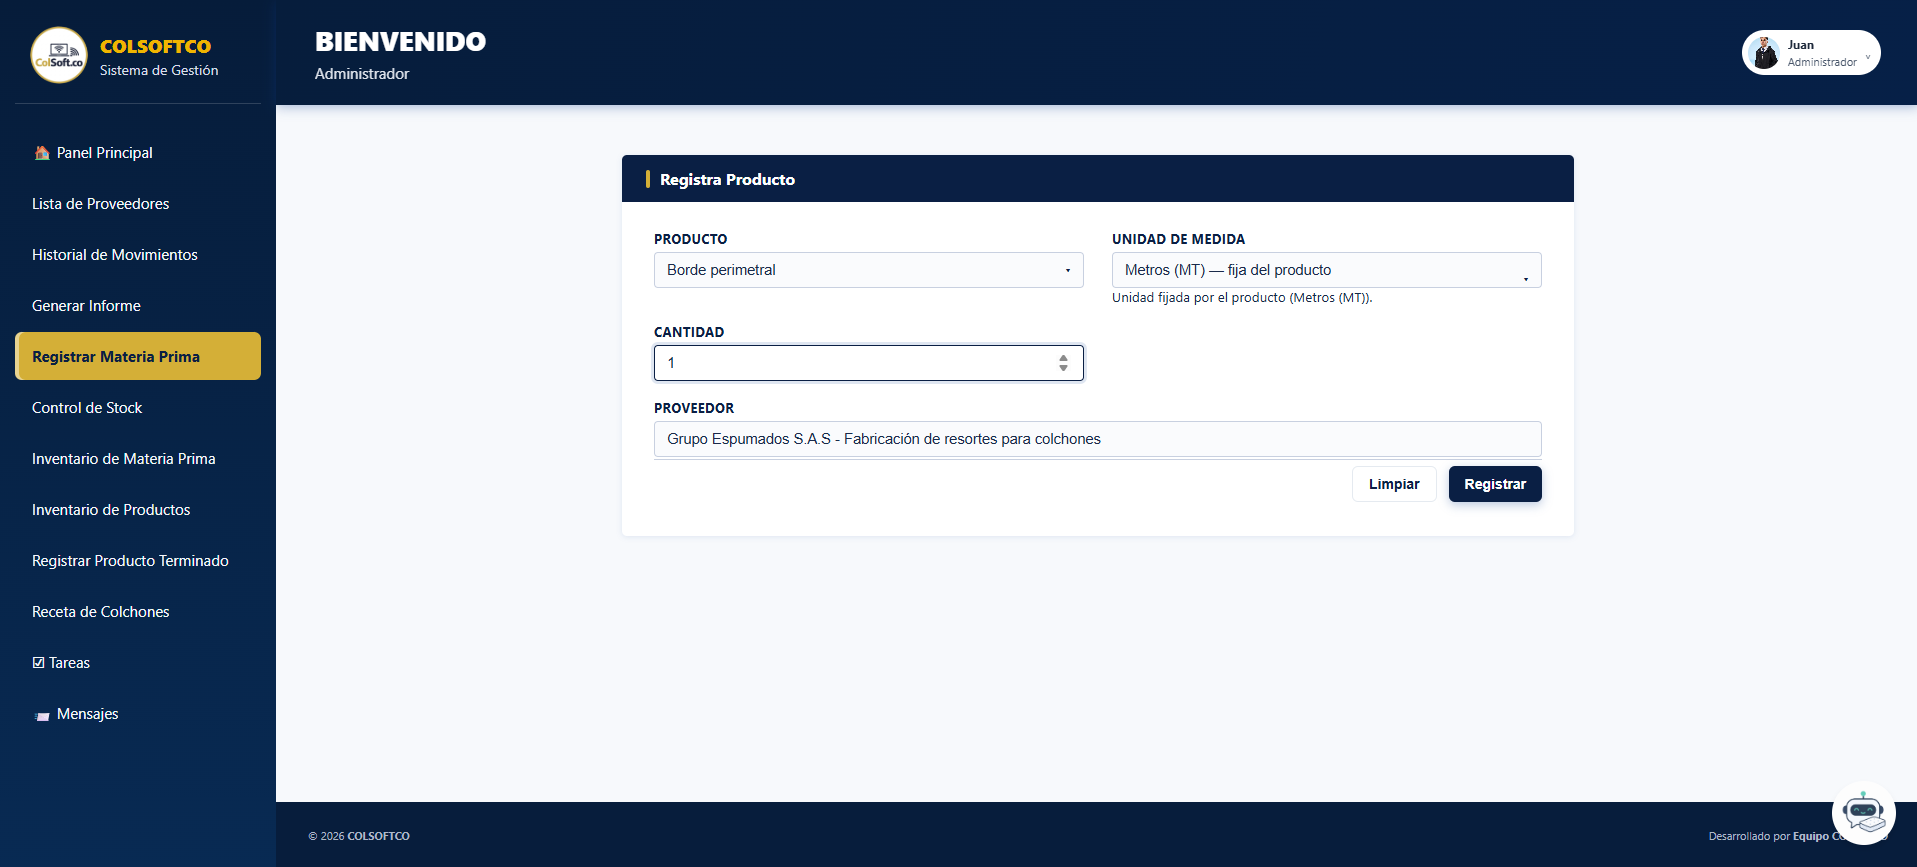 COLSOFTCO
Sistema de Gestión
ColSoft.co
BIENVENIDO
Administrador
Juan
Administrador
Panel Principal
Lista de Proveedores
Historial de Movimientos
Generar Informe
Registrar Materia Prima
Control de Stock
Inventario de Materia Prima
Inventario de Productos
Registrar Producto Terminado
Receta de Colchones
Tareas
Mensajes
Registra Producto
PRODUCTO
Borde perimetral
UNIDAD DE MEDIDA
Metros (MT) — fija del producto
Unidad fijada por el producto (Metros (MT)).
CANTIDAD
1
PROVEEDOR
Grupo Espumados S.A.S - Fabricación de resortes para colchones
Limpiar
Registrar
© 2026 COLSOFTCO
Desarrollado por Equipo